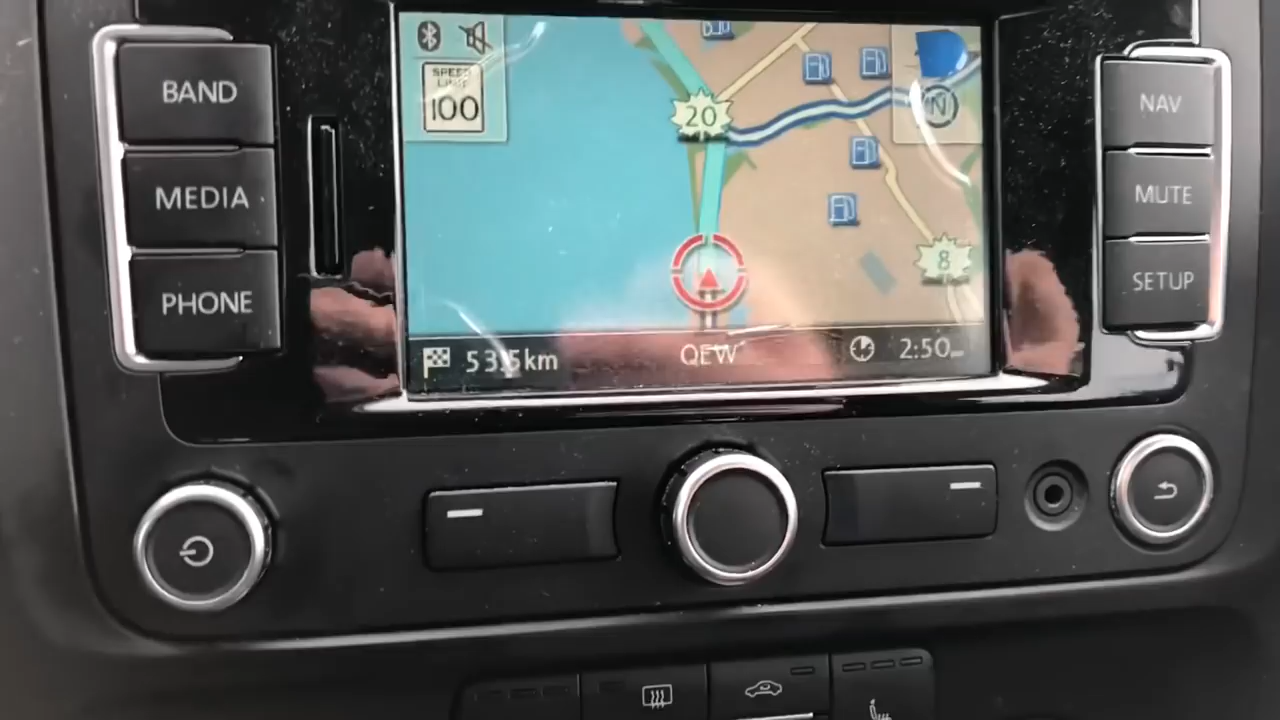 BAND
MEDIA
PHONE
SPEED
LIMIT
100
20
8
N
53.5km
QEW
2:50
NAV
MUTE
SETUP